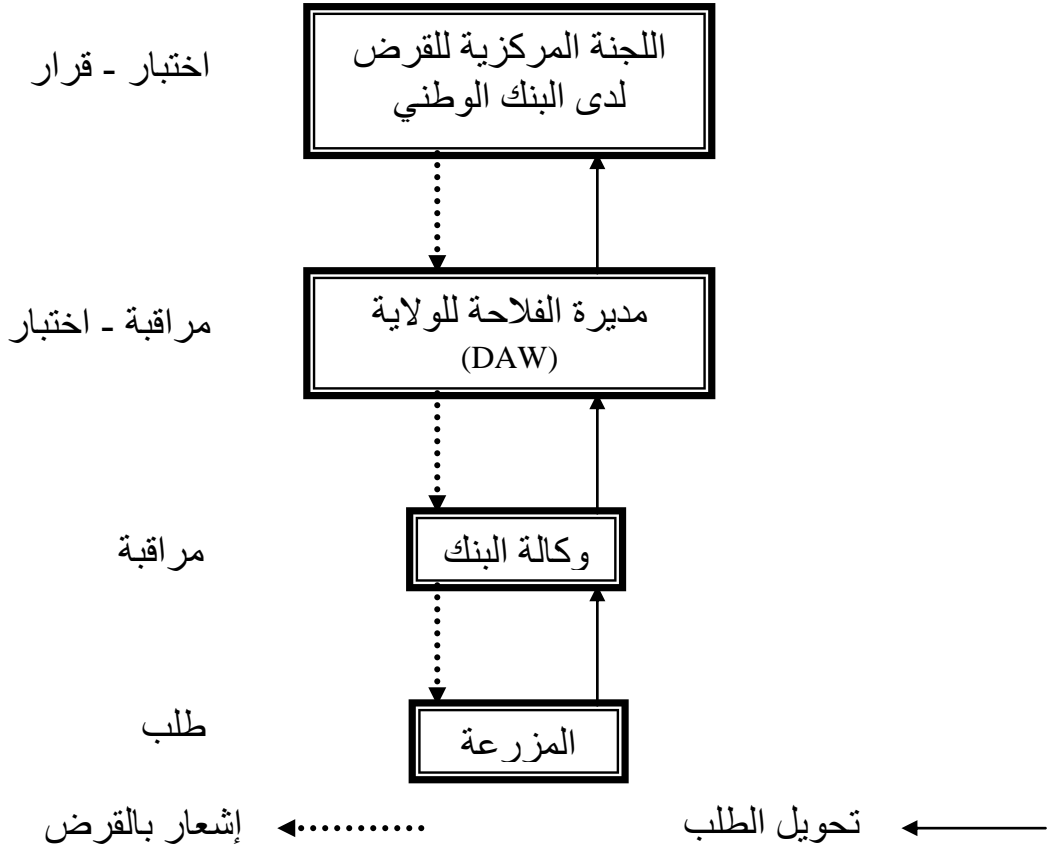 اللجنة المركزية للقرض
لدى البنك الوطني
اختبار - قرار
مديرة الفلاحة للولاية
(DAW)
مراقبة - اختبار
وكالة البنك
مراقبة
المزرعة
طلب
تحويل الطلب
إشعار بالقرض